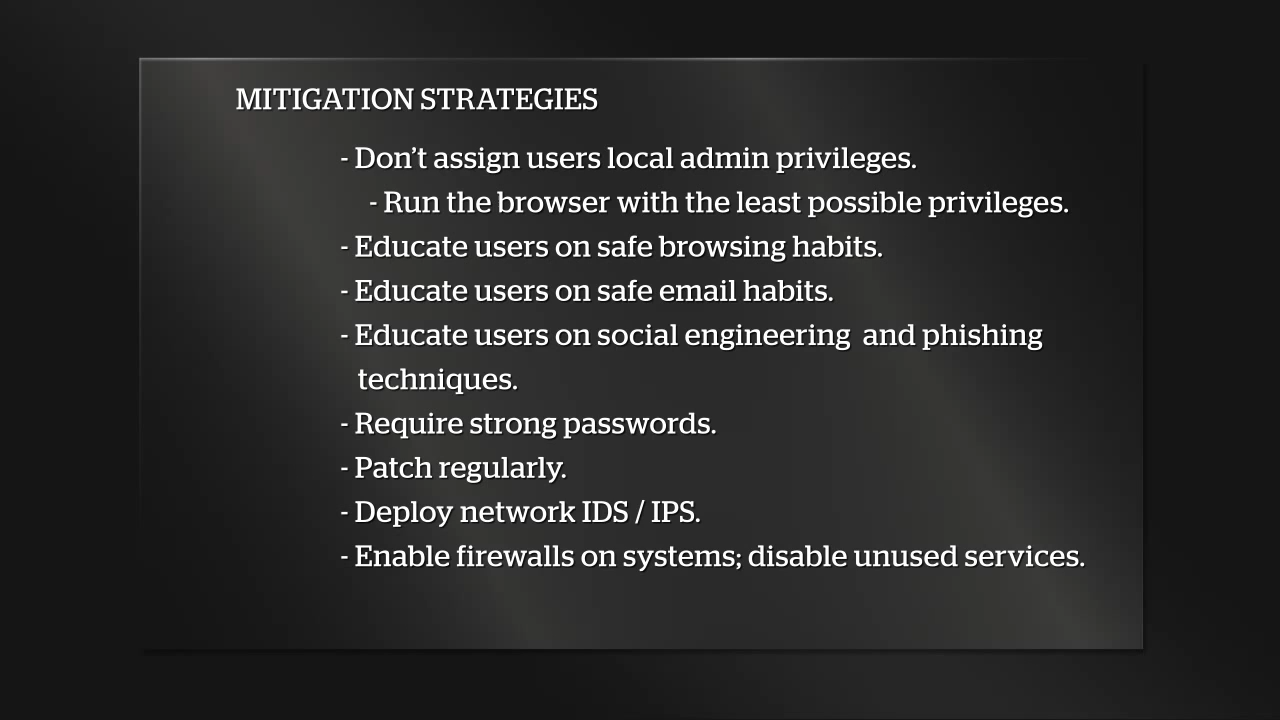 MITIGATION STRATEGIES
- Don't assign users local admin privileges.
- Run the browser with the least possible privileges.
- Educate users on safe browsing habits.
- Educate users on safe email habits.
- Educate users on social engineering  and phishing
techniques.
- Require strong passwords.
- Patch regularly.
- Deploy network IDS / IPS.
- Enable firewalls on systems; disable unused services.